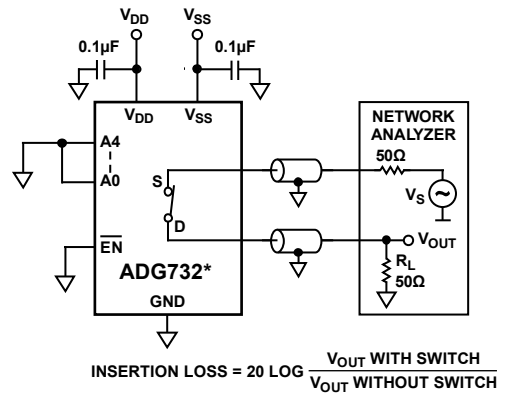 VDD
VSS
0.1µF
0.1µF
VDD
VSS
A4
A0
S
D
EN
ADG732*
GND
NETWORK
ANALYZER
50Ω
VS
VOUT
RL
50Ω
INSERTION LOSS = 20 LOG VOUT WITH SWITCH
VOUT WITHOUT SWITCH